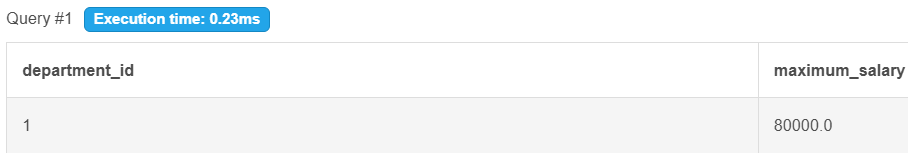 Query #1 Execution time: 0.23ms
department_id maximum_salary
1 80000.0